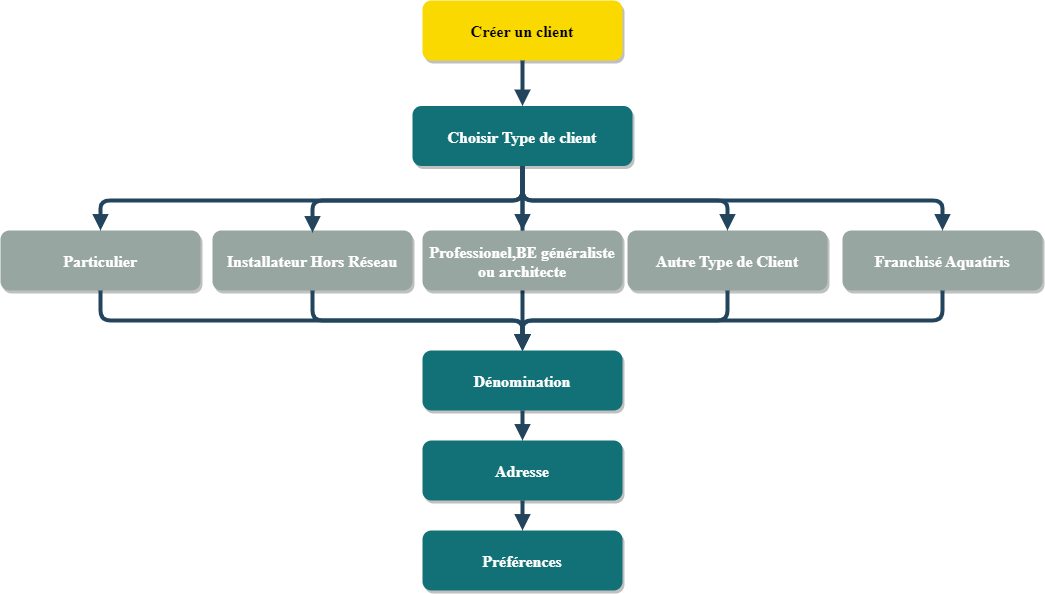 Créer un client
Choisir Type de client
Particulier
Installateur Hors Réseau
Professionel,BE généraliste
ou architecte
Autre Type de Client
Franchisé Aquatiris
Dénomination
Adresse
Préférences